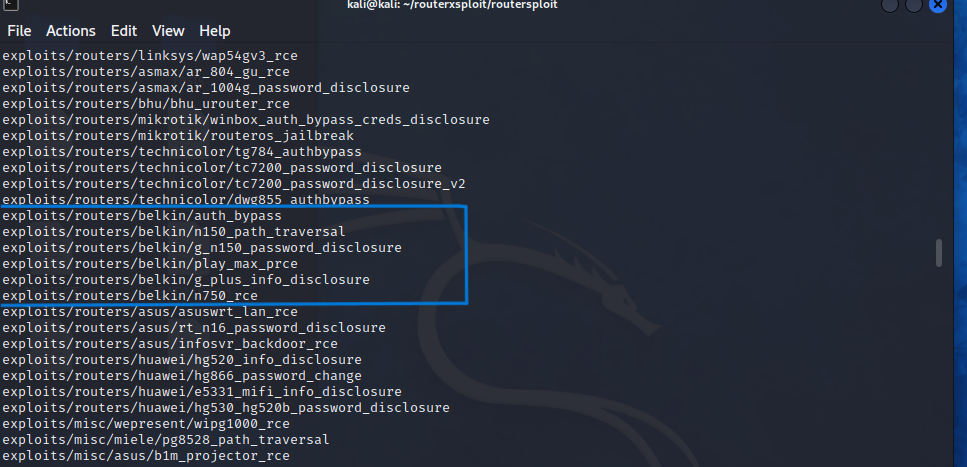 kali@kali: ~/routerxsploit/routersploit
File Actions Edit View Help
exploits/routers/linksys/wap54gv3_rce
exploits/routers/asmax/ar_804_gu_rce
exploits/routers/asmax/ar_1004g_password_disclosure
exploits/routers/bhu/bhu_urouter_rce
exploits/routers/mikrotik/winbox_auth_bypass_creds_disclosure
exploits/routers/mikrotik/routeros_jailbreak
exploits/routers/technicolor/tg784_authbypass
exploits/routers/technicolor/tc7200_password_disclosure
exploits/routers/technicolor/tc7200_password_disclosure_v2
exploits/routers/technicolor/dwg855_authbypass
exploits/routers/belkin/auth_bypass
exploits/routers/belkin/n150_path_traversal
exploits/routers/belkin/g_n150_password_disclosure
exploits/routers/belkin/play_max_prce
exploits/routers/belkin/g_plus_info_disclosure
exploits/routers/belkin/n750_rce
exploits/routers/asus/asuswrt_lan_rce
exploits/routers/asus/rt_n16_password_disclosure
exploits/routers/asus/infosvr_backdoor_rce
exploits/routers/huawei/hg520_info_disclosure
exploits/routers/huawei/hg866_password_change
exploits/routers/huawei/e5331_mifi_info_disclosure
exploits/routers/huawei/hg530_hg520b_password_disclosure
exploits/misc/wepresent/wipg1000_rce
exploits/misc/miele/pg8528_path_traversal
exploits/misc/asus/b1m_projector_rce